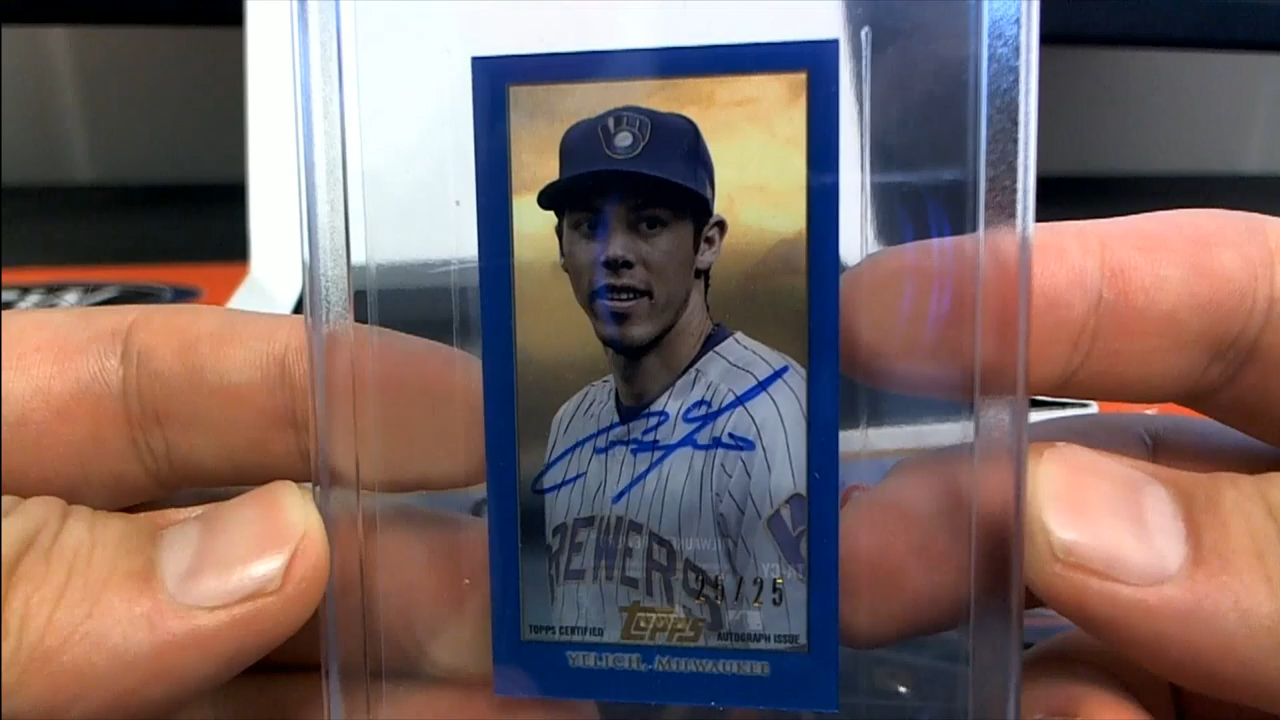 BREWERS
25/25
TOPPS CERTIFIED
topps
AUTOGRAPH ISSUE
YELICH, MILWAUKEE